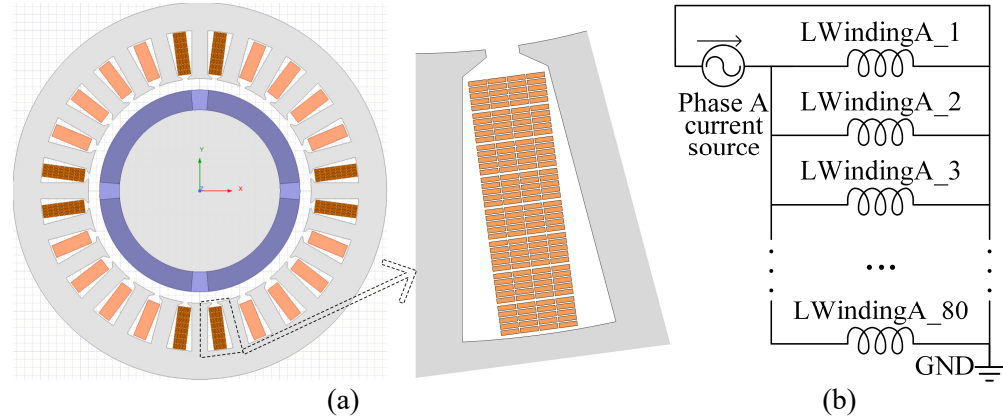 LWindingA_1
Phase A
current
source
LWindingA_2
LWindingA_3
LWindingA_80
GND
Y
Z
X
(a)
(b)